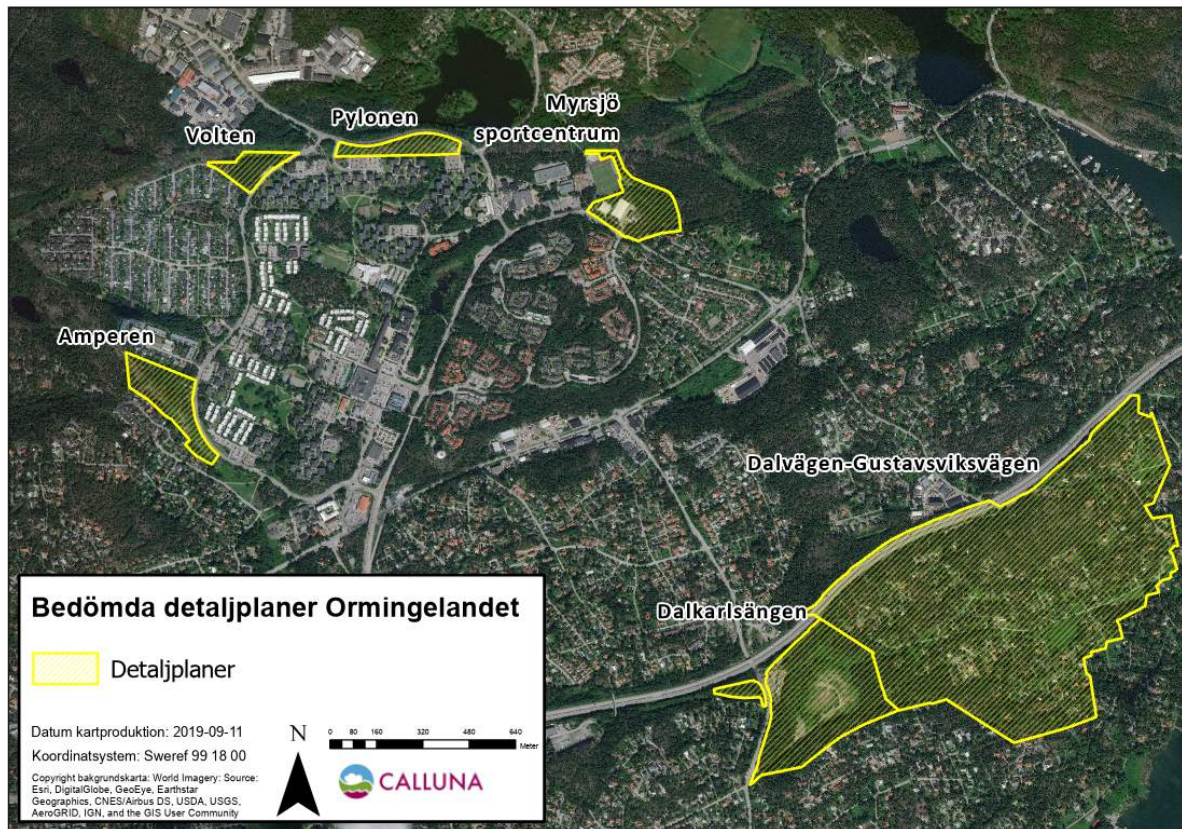 Volten
Pylonen
Myrsjö
sportcentrum
Amperen
Dalvägen-Gustavsviksvägen
Dalkarlsängen
Bedömda detaljplaner Ormingelandet
Detaljplaner
Datum kartproduktion: 2019-09-11
Koordinatsystem: Sweref 99 18 00
Copyright bakgrundskarta: World Imagery: Source:
Esri, DigitalGlobe, GeoEye, Earthstar
Geographics, CNES/Airbus DS, USDA, USGS,
AeroGRID, IGN, and the GIS User Community
N
0 80 160 320 480 640
Meter
CALLUNA